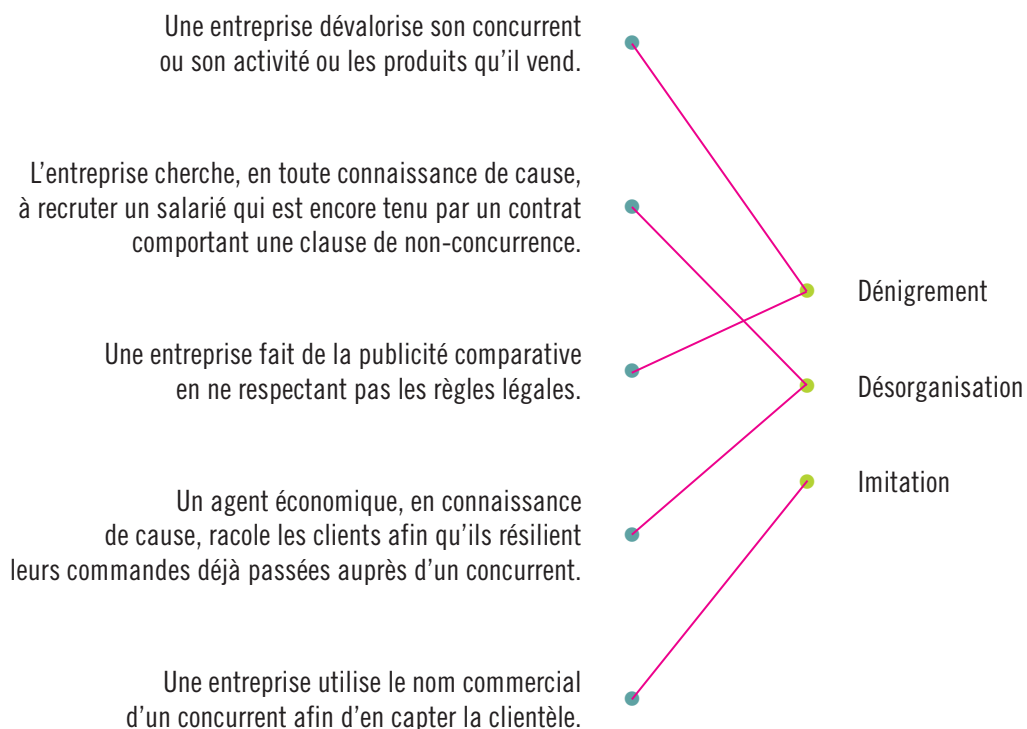 Une entreprise dévalorise son concurrent
ou son activité ou les produits qu’il vend.
L’entreprise cherche, en toute connaissance de cause,
à recruter un salarié qui est encore tenu par un contrat
comportant une clause de non-concurrence.
Dénigrement
Une entreprise fait de la publicité comparative
en ne respectant pas les règles légales.
Désorganisation
Imitation
Un agent économique, en connaissance
de cause, racole les clients afin qu’ils résilient
leurs commandes déjà passées auprès d’un concurrent.
Une entreprise utilise le nom commercial
d’un concurrent afin d’en capter la clientèle.